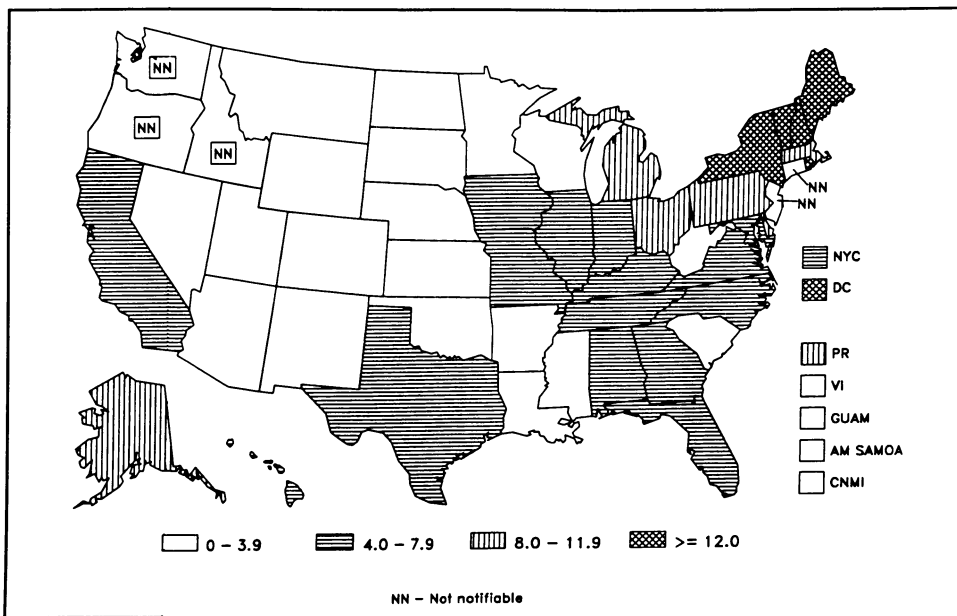 NN
NN
NN
NN
NN
NYC
DC
PR
VI
GUAM
AM SAMOA
CNMI
0 – 3.9 4.0 – 7.9 8.0 – 11.9 >= 12.0
NN – Not notifiable